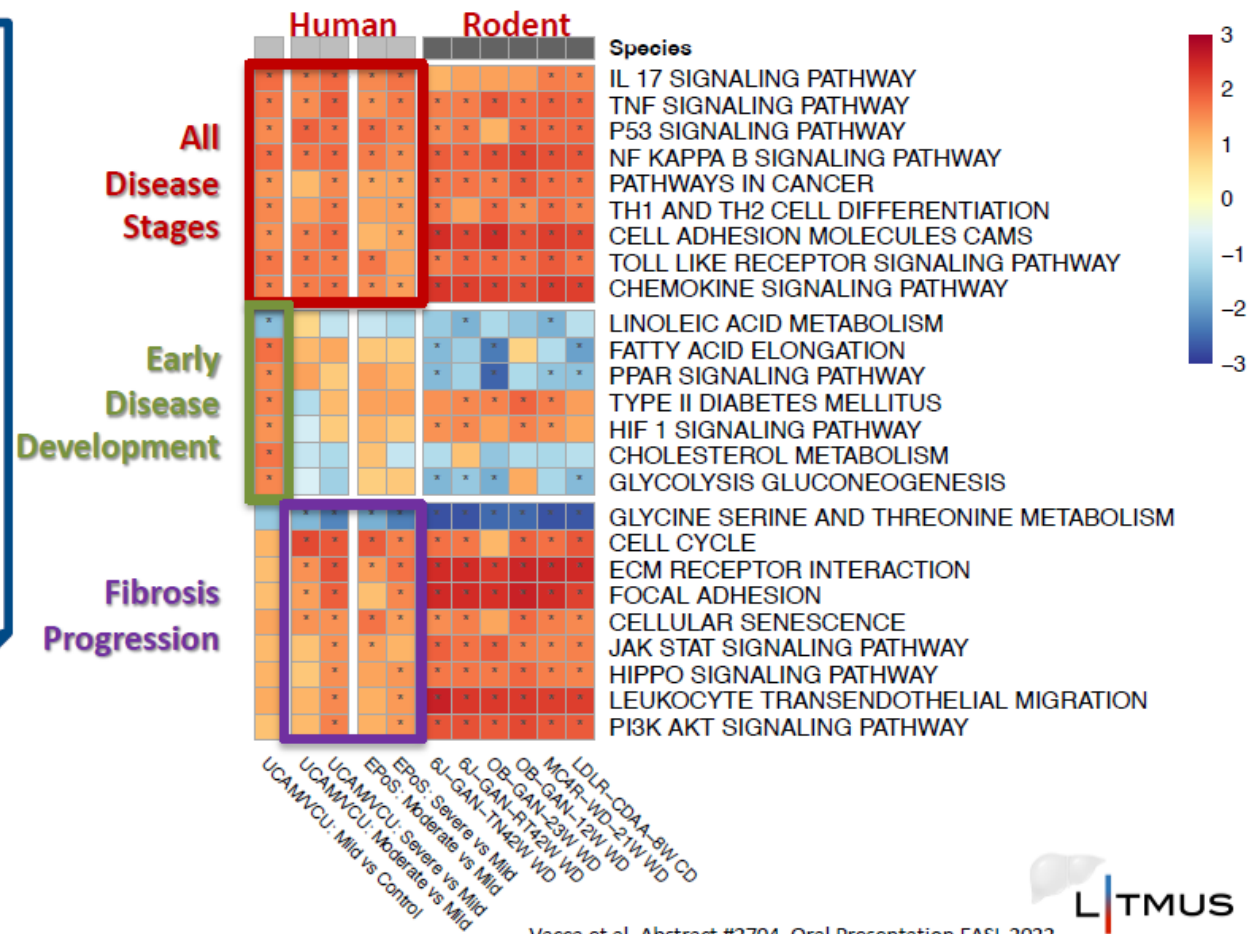 Human Rodent
Species
All
Disease
Stages
IL 17 SIGNALING PATHWAY
TNF SIGNALING PATHWAY
P53 SIGNALING PATHWAY
NF KAPPA B SIGNALING PATHWAY
PATHWAYS IN CANCER
TH1 AND TH2 CELL DIFFERENTIATION
CELL ADHESION MOLECULES CAMS
TOLL LIKE RECEPTOR SIGNALING PATHWAY
CHEMOKINE SIGNALING PATHWAY
Early
Disease
Development
LINOLEIC ACID METABOLISM
FATTY ACID ELONGATION
PPAR SIGNALING PATHWAY
TYPE II DIABETES MELLITUS
HIF 1 SIGNALING PATHWAY
CHOLESTEROL METABOLISM
GLYCOLYSIS GLUCONEOGENESIS
Fibrosis
Progression
GLYCINE SERINE AND THREONINE METABOLISM
CELL CYCLE
ECM RECEPTOR INTERACTION
FOCAL ADHESION
CELLULAR SENESCENCE
JAK STAT SIGNALING PATHWAY
HIPPO SIGNALING PATHWAY
LEUKOCYTE TRANSENDOTHELIAL MIGRATION
PI3K AKT SIGNALING PATHWAY
3
2
1
0
−1
−2
−3
UCAM/VCU: Mild vs Control
UCAM/VCU: Moderate vs Mild
UCAM/VCU: Severe vs Mild
EPoS: Moderate vs Mild
EPoS: Severe vs Mild
6J−GAN−TN42W WD
6J−GAN−RT42W WD
OB−GAN−23W WD
OB−GAN−12W WD
MC4R−WD−21W WD
LDLR−CDAA−8W CD
LITMUS
Abstract #2704, Oral Presentation EASL 2022